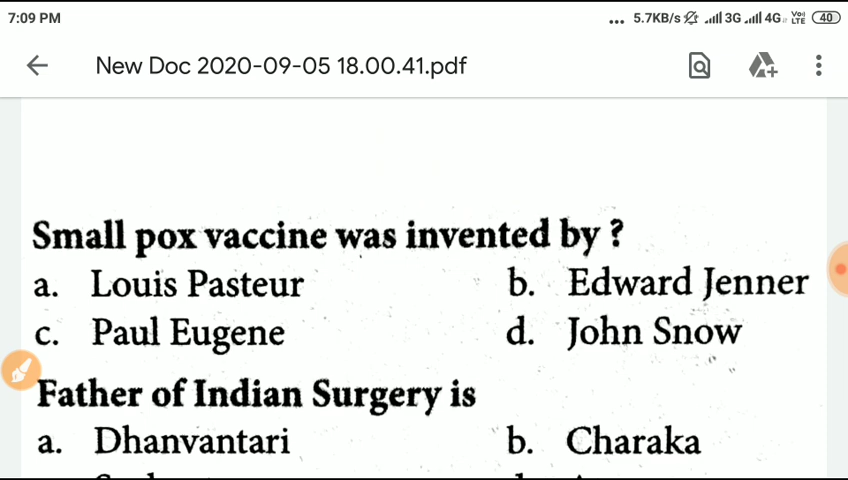 7:09 PM ... 5.7KB/s 3G 4G VoLTE 40
New Doc 2020-09-05 18.00.41.pdf
Small pox vaccine was invented by ?
a. Louis Pasteur b. Edward Jenner
c. Paul Eugene d. John Snow
Father of Indian Surgery is
a. Dhanvantari b. Charaka